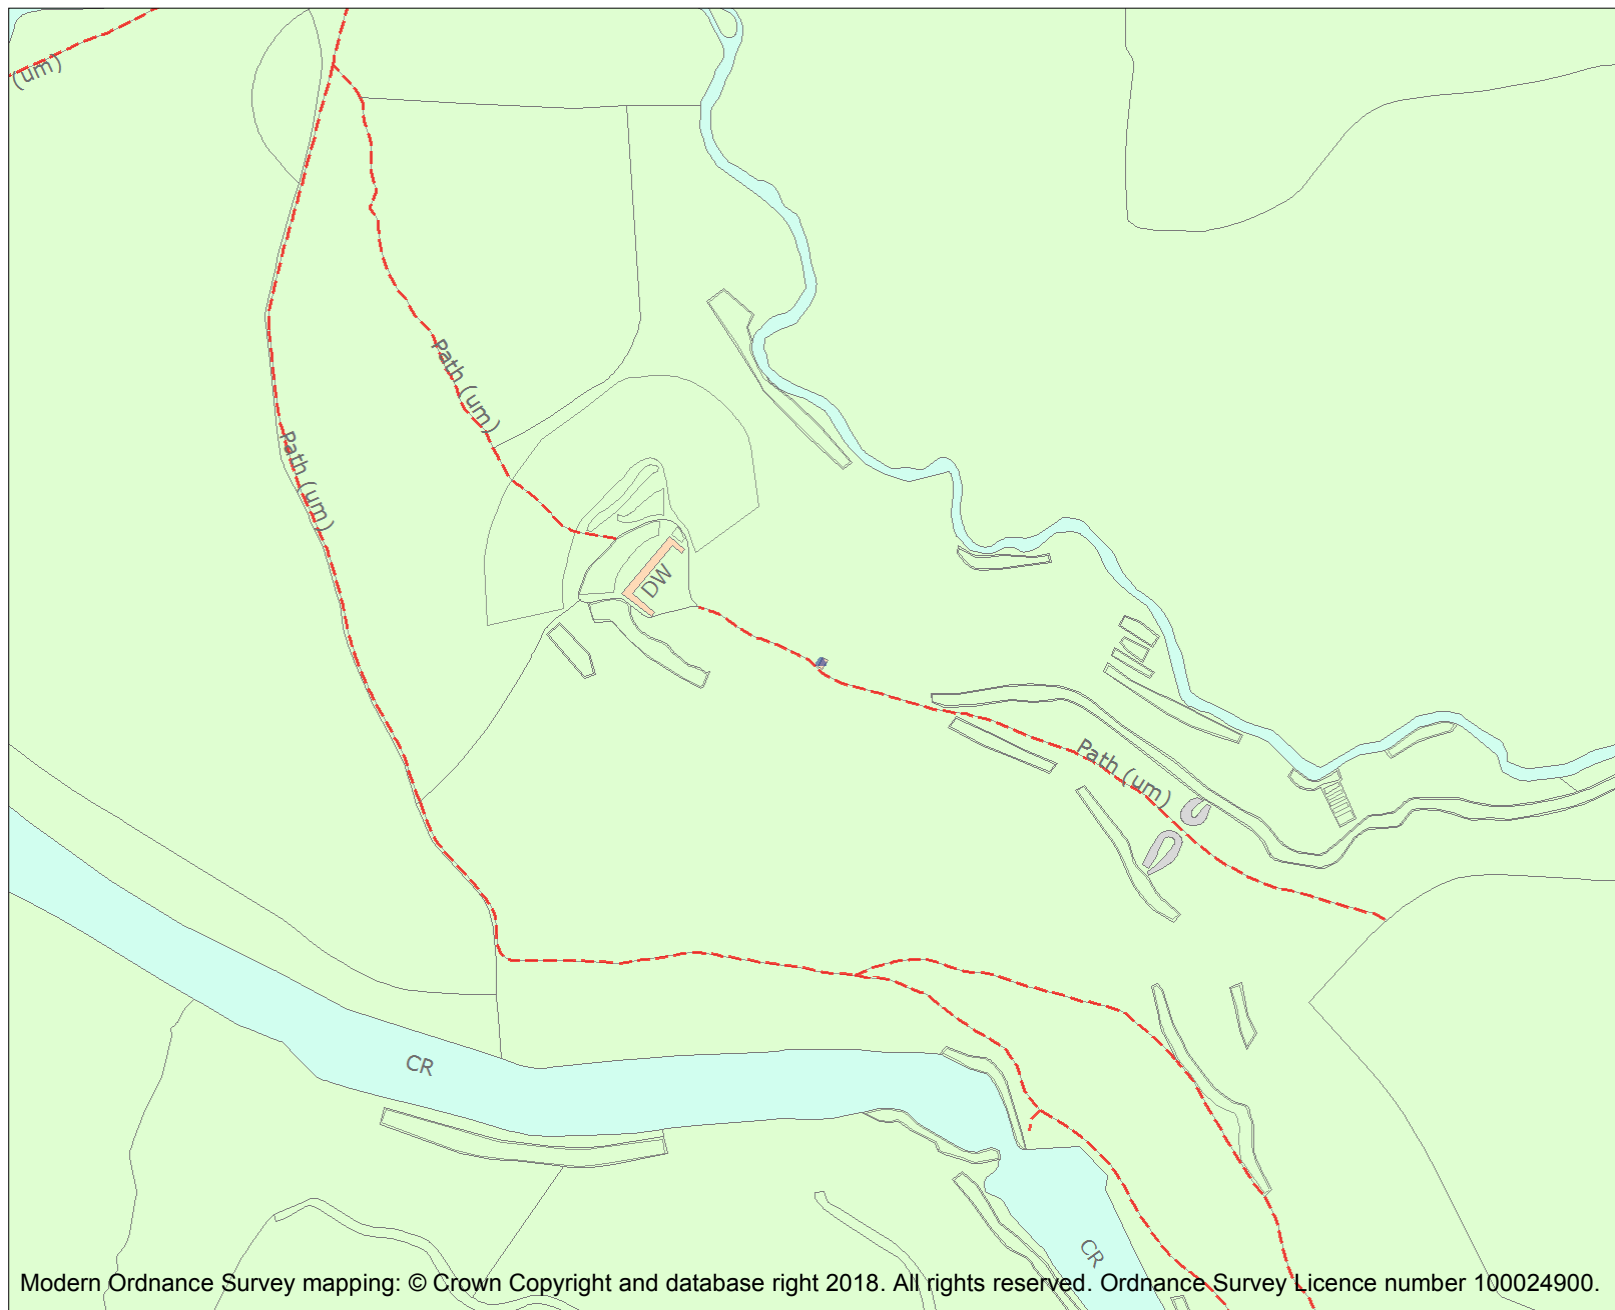 (um)
Path (um)
Path (um)
DW
Path (um)
CR
CR
Modern Ordnance Survey mapping: © Crown Copyright and database right 2018. All rights reserved. Ordnance Survey Licence number 100024900.